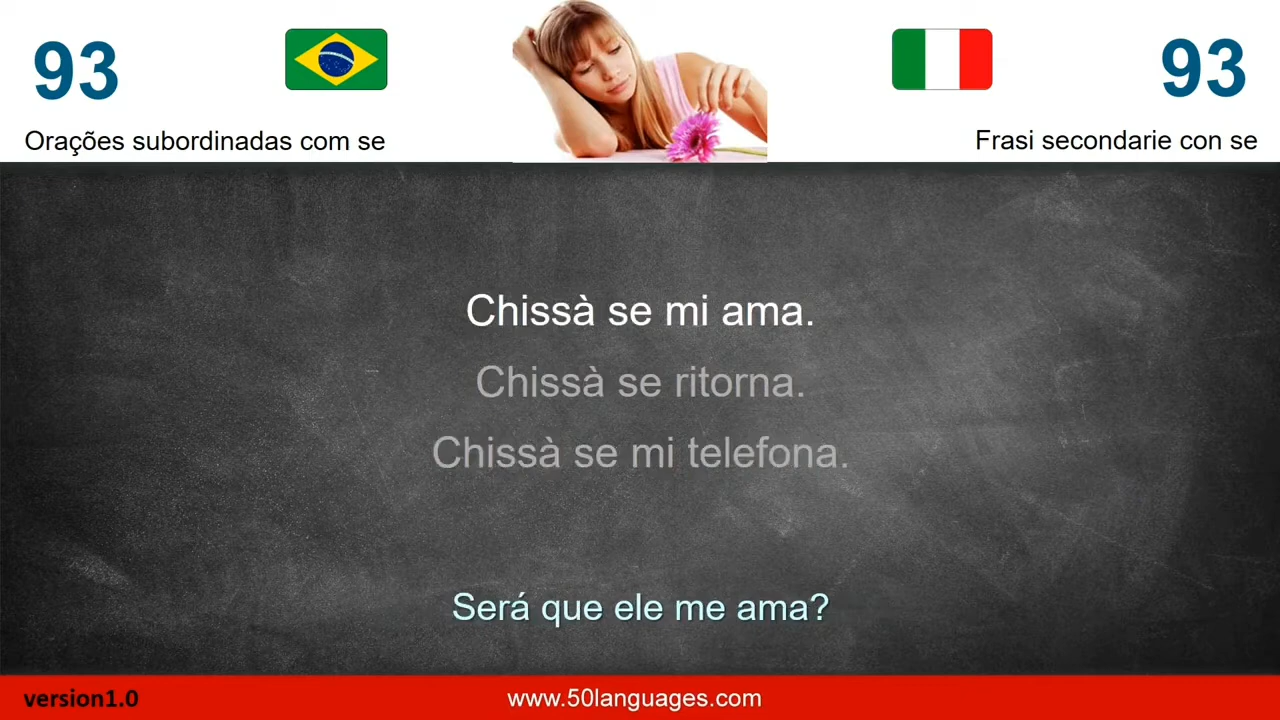 93
93
Orações subordinadas com se
Frasi secondarie con se
Chissà se mi ama.
Chissà se ritorna.
Chissà se mi telefona.
Será que ele me ama?
version1.0
www.50languages.com